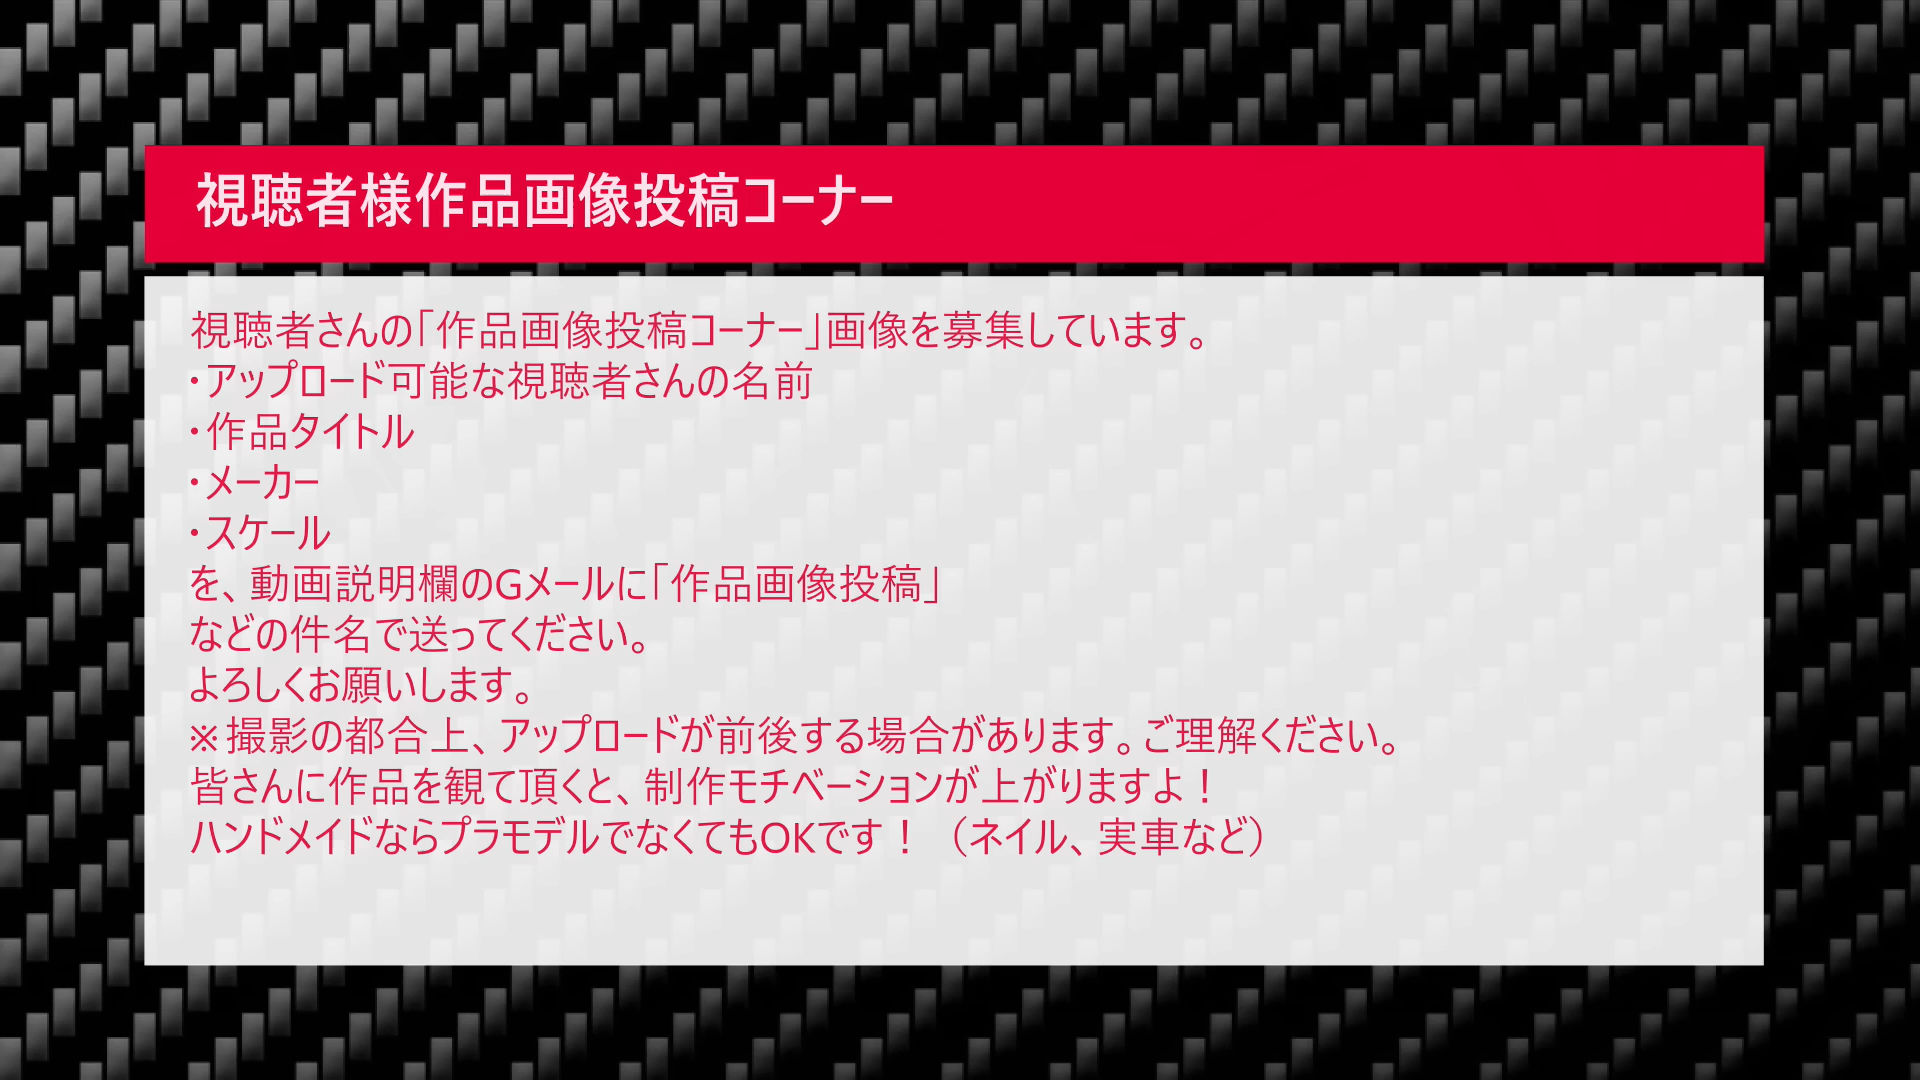 視聴者様作品画像投稿コーナー
視聴者さんの「作品画像投稿コーナー」画像を募集しています。
・アップロード可能な視聴者さんの名前
・作品タイトル
・メーカー
・スケール
を、動画説明欄のGメールに「作品画像投稿」
などの件名で送ってください。
よろしくお願いします。
※撮影の都合上、アップロードが前後する場合があります。ご理解ください。
皆さんに作品を観て頂くと、制作モチベーションが上がりますよ！
ハンドメイドならプラモデルでなくてもOKです！（ネイル、実車など）